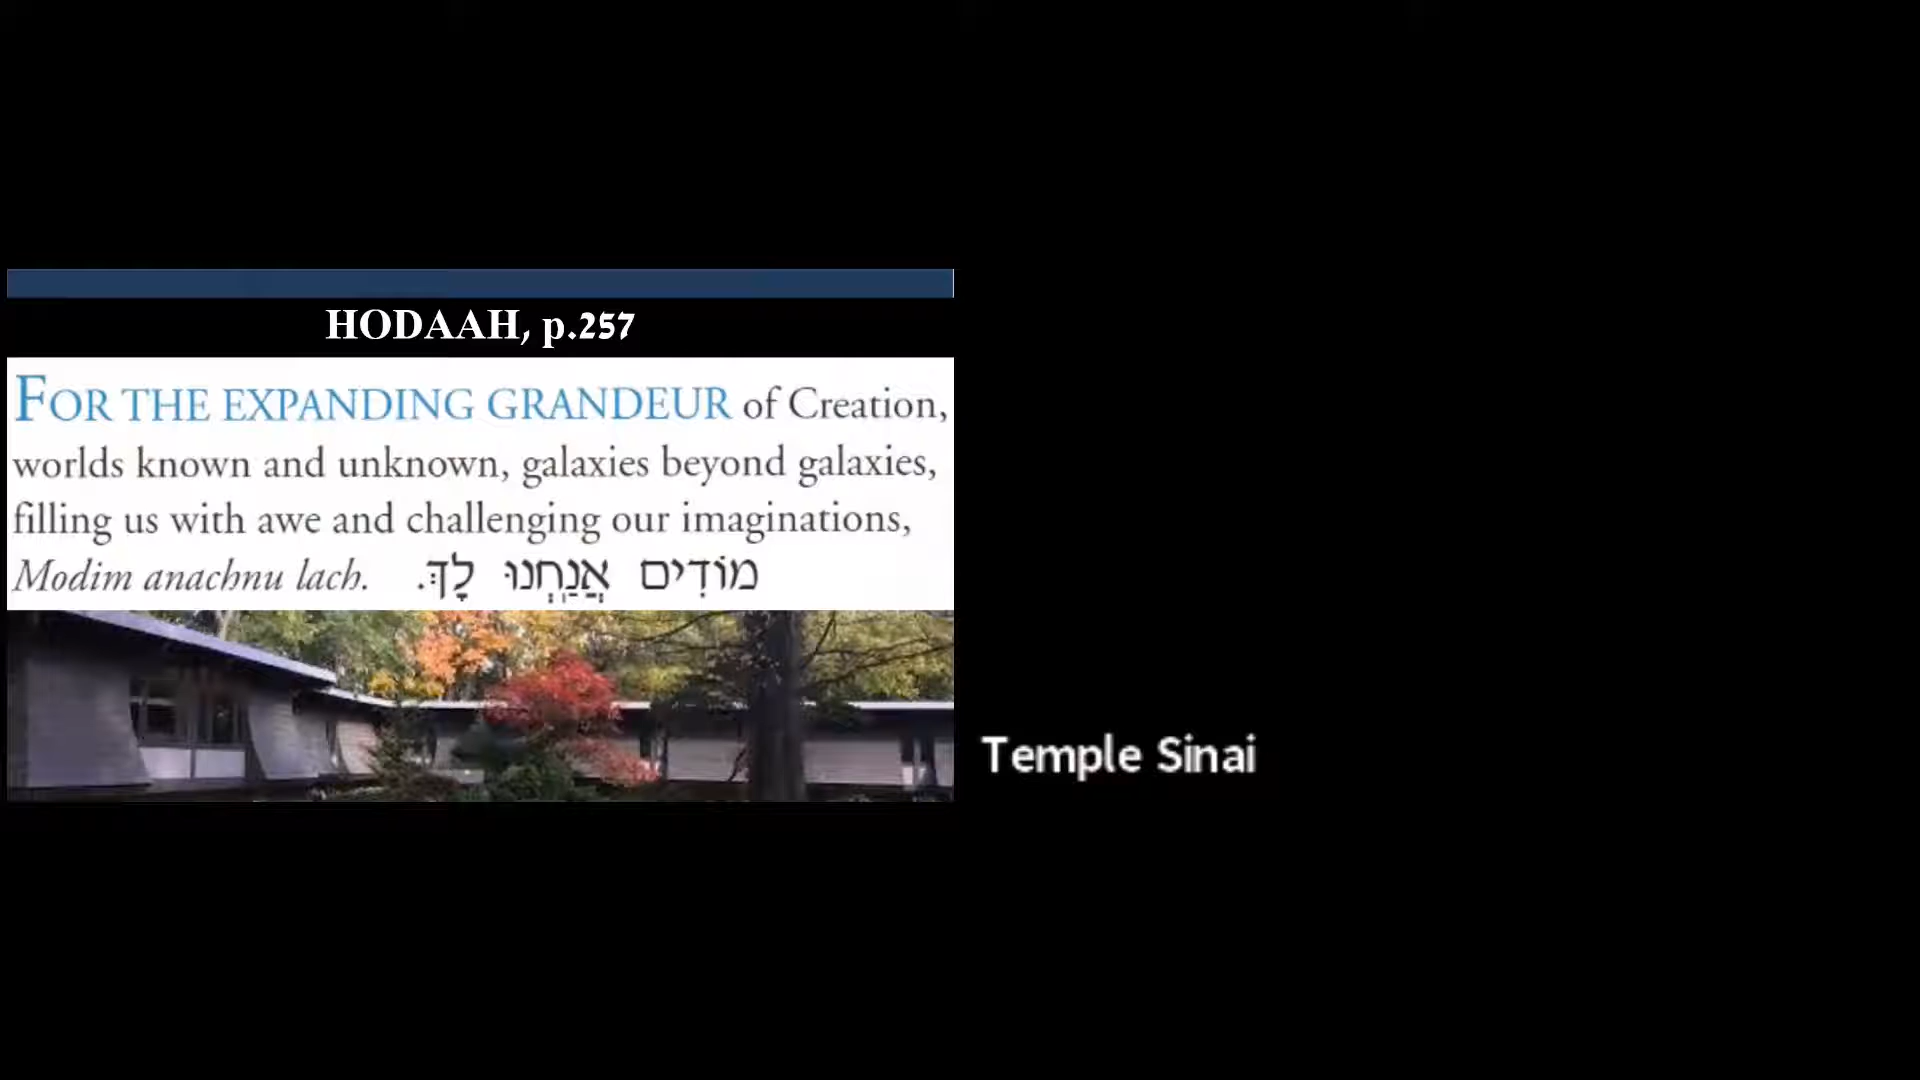 HODAAH, p.257
FOR THE EXPANDING GRANDEUR of Creation,
worlds known and unknown, galaxies beyond galaxies,
filling us with awe and challenging our imaginations,
Modim anachnu lach. מוֹדִים אֲנַֽחְנוּ לָךְ.
Temple Sinai